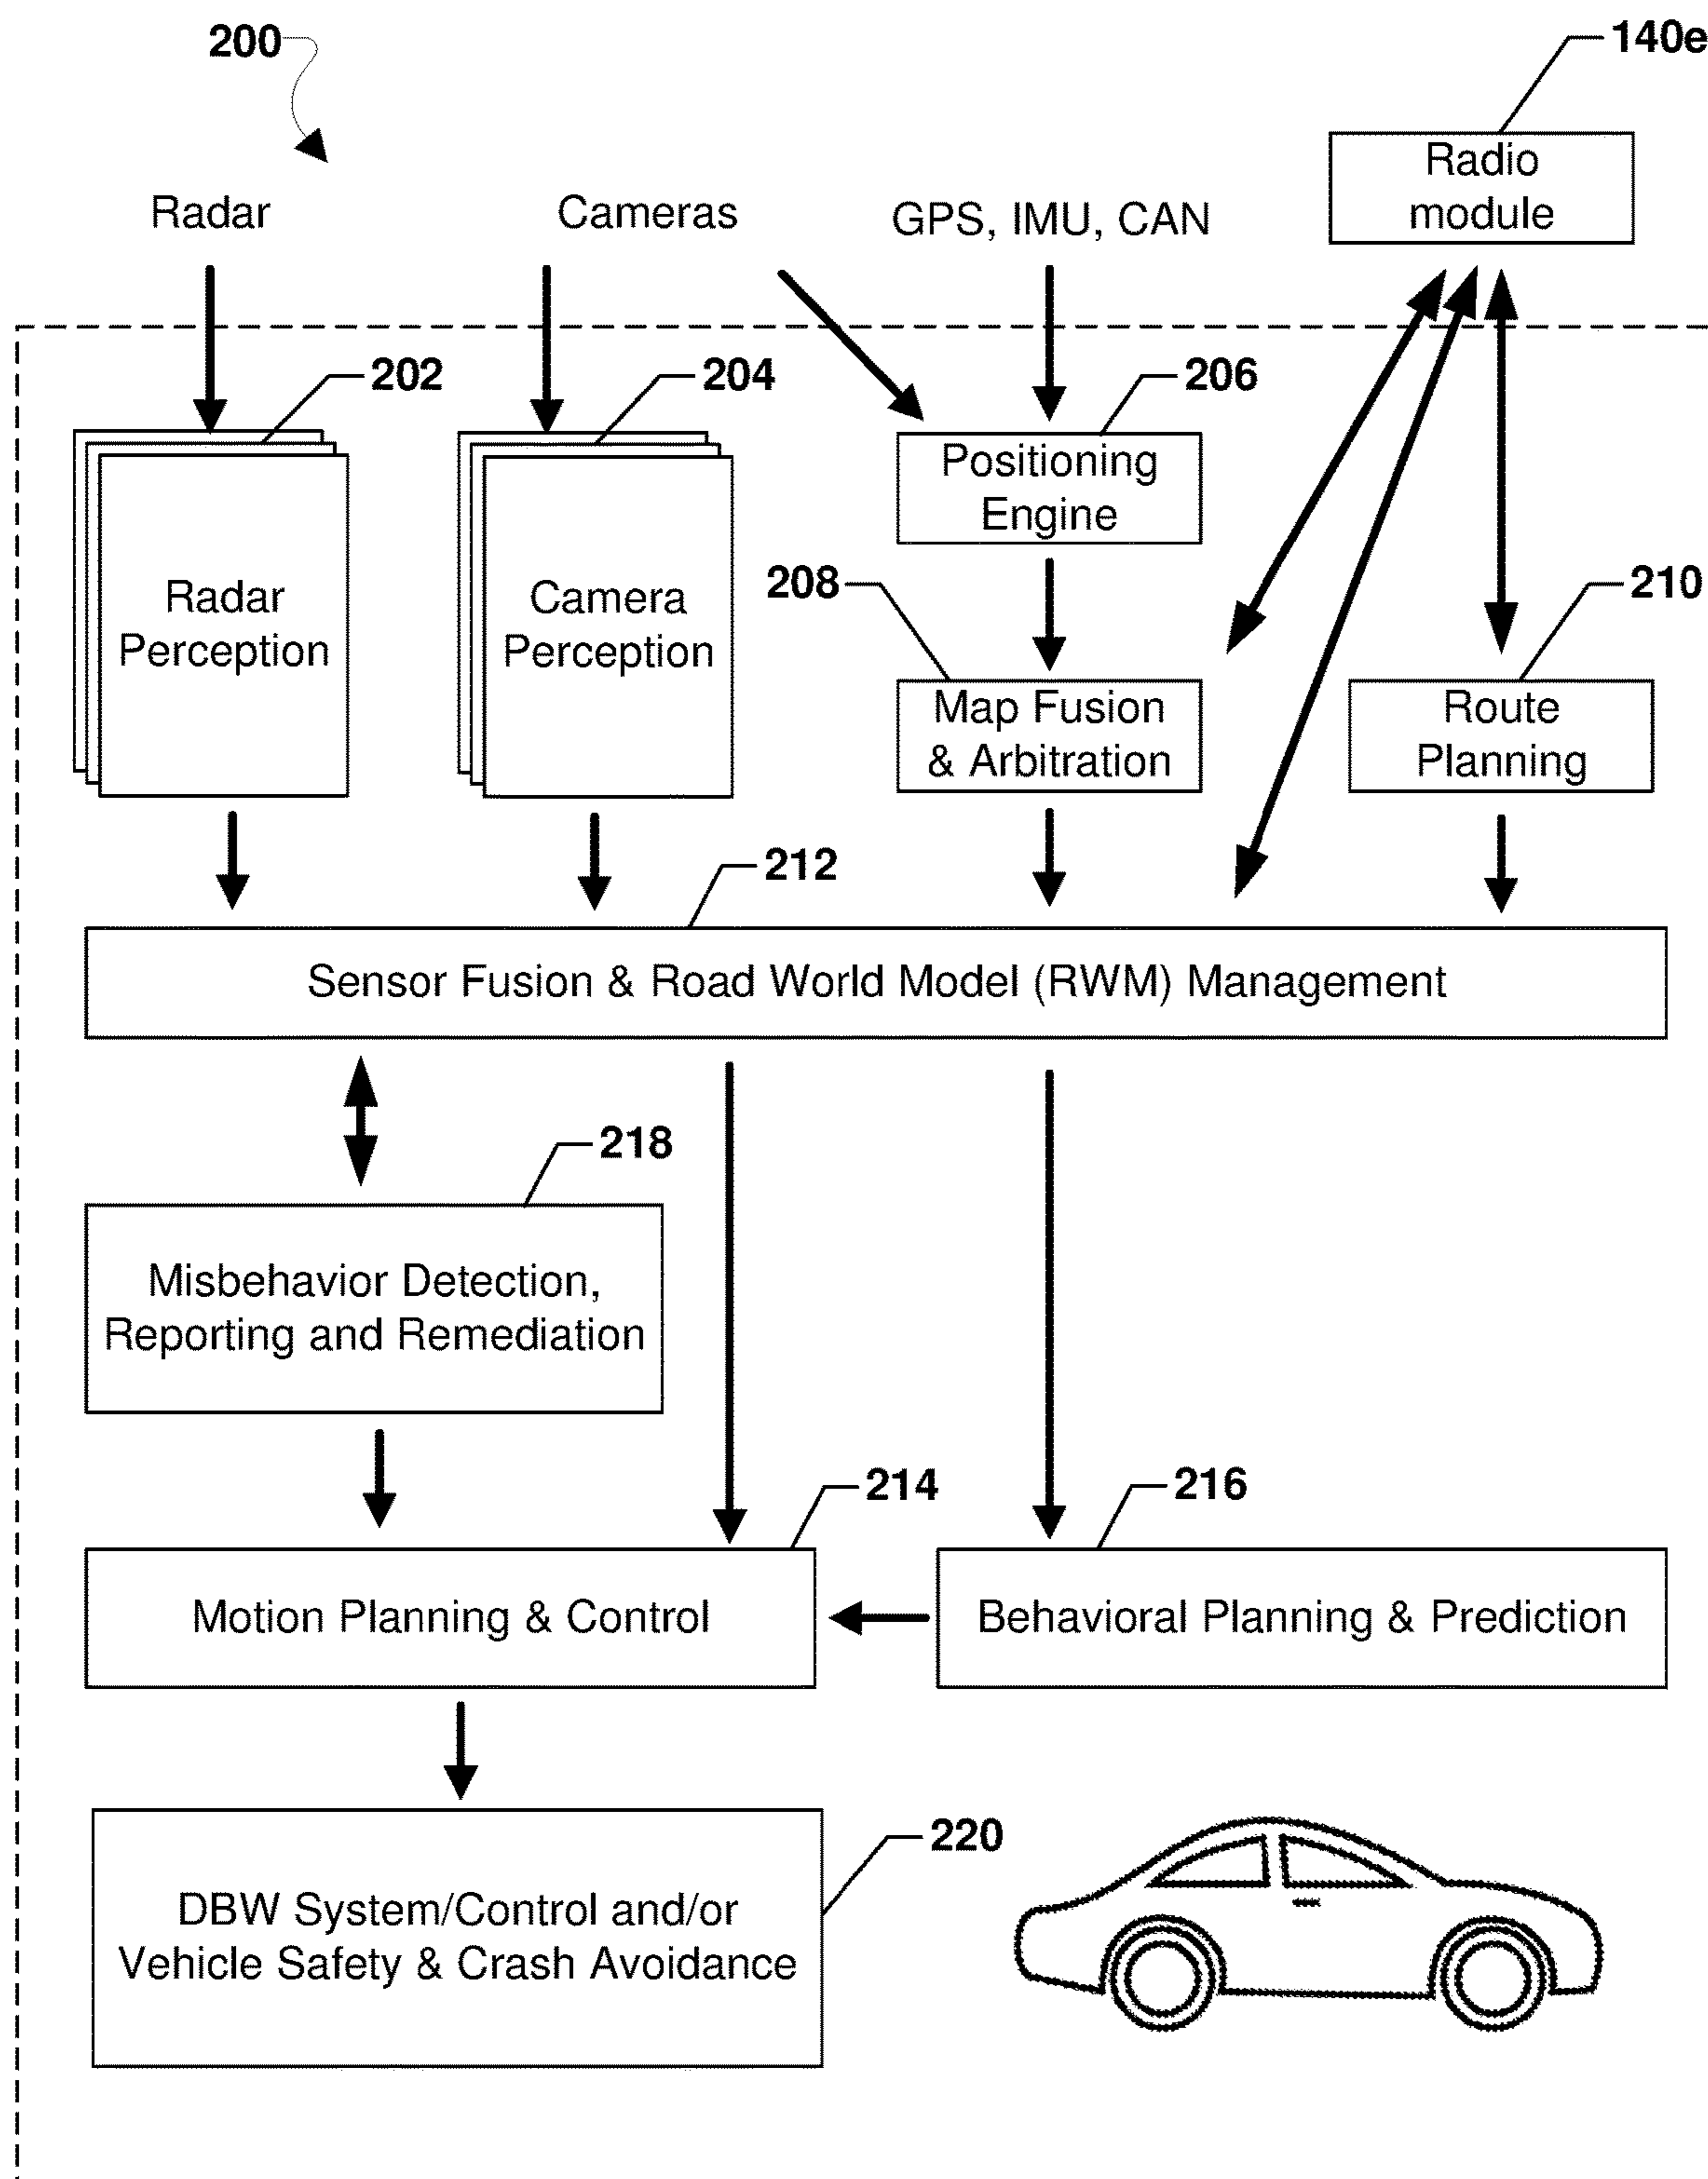 200
140e
Radio
module
Radar
Cameras
GPS, IMU, CAN
202
204
206
Positioning
Engine
208
210
Radar
Perception
Camera
Perception
Map Fusion
& Arbitration
Route
Planning
212
Sensor Fusion & Road World Model (RWM) Management
218
Misbehavior Detection,
Reporting and Remediation
214
216
Motion Planning & Control
Behavioral Planning & Prediction
220
DBW System/Control and/or
Vehicle Safety & Crash Avoidance